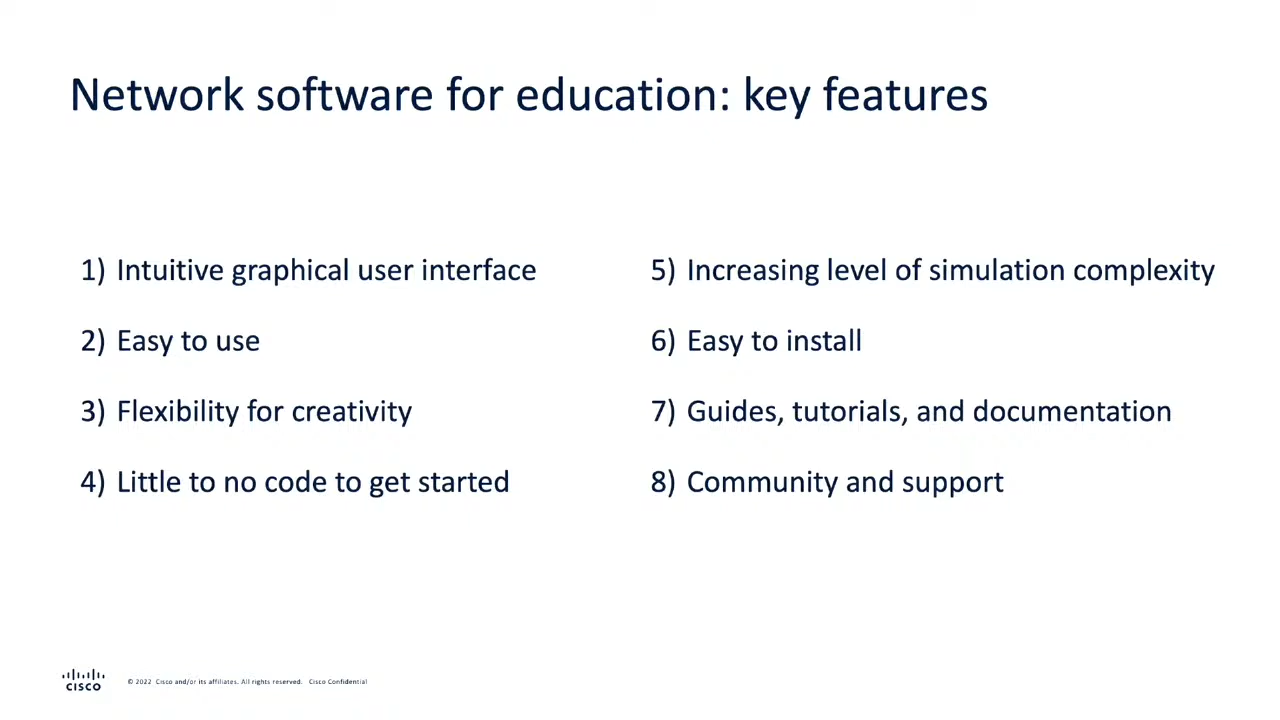 Network software for education: key features
1) Intuitive graphical user interface
2) Easy to use
3) Flexibility for creativity
4) Little to no code to get started
5) Increasing level of simulation complexity
6) Easy to install
7) Guides, tutorials, and documentation
8) Community and support
CISCO
© 2022 Cisco and/or its affiliates. All rights reserved. Cisco Confidential